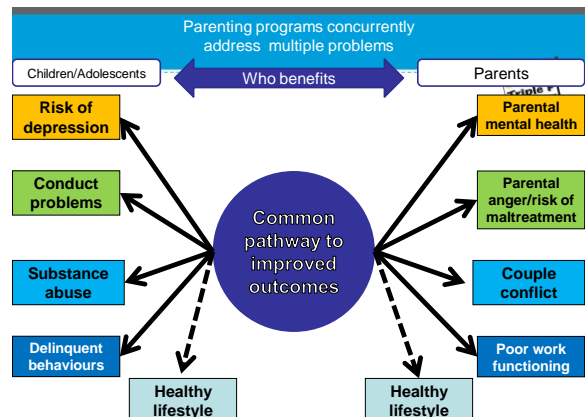 Parenting programs concurrently
address multiple problems
Children/Adolescents
Who benefits
Parents
Triple P
Risk of
depression
Parental
mental health
Conduct
problems
Parental
anger/risk of
maltreatment
Common
pathway to
improved
outcomes
Substance
abuse
Couple
conflict
Delinquent
behaviours
Poor work
functioning
Healthy
lifestyle
Healthy
lifestyle